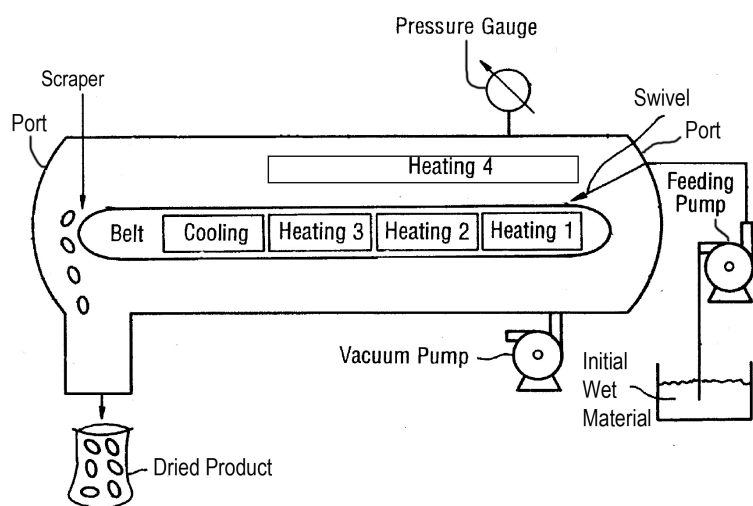 Pressure Gauge
Scraper
Swivel
Port
Port
Heating 4
Feeding
Pump
Belt
Cooling
Heating 3
Heating 2
Heating 1
Vacuum Pump
Initial
Wet
Material
Dried Product